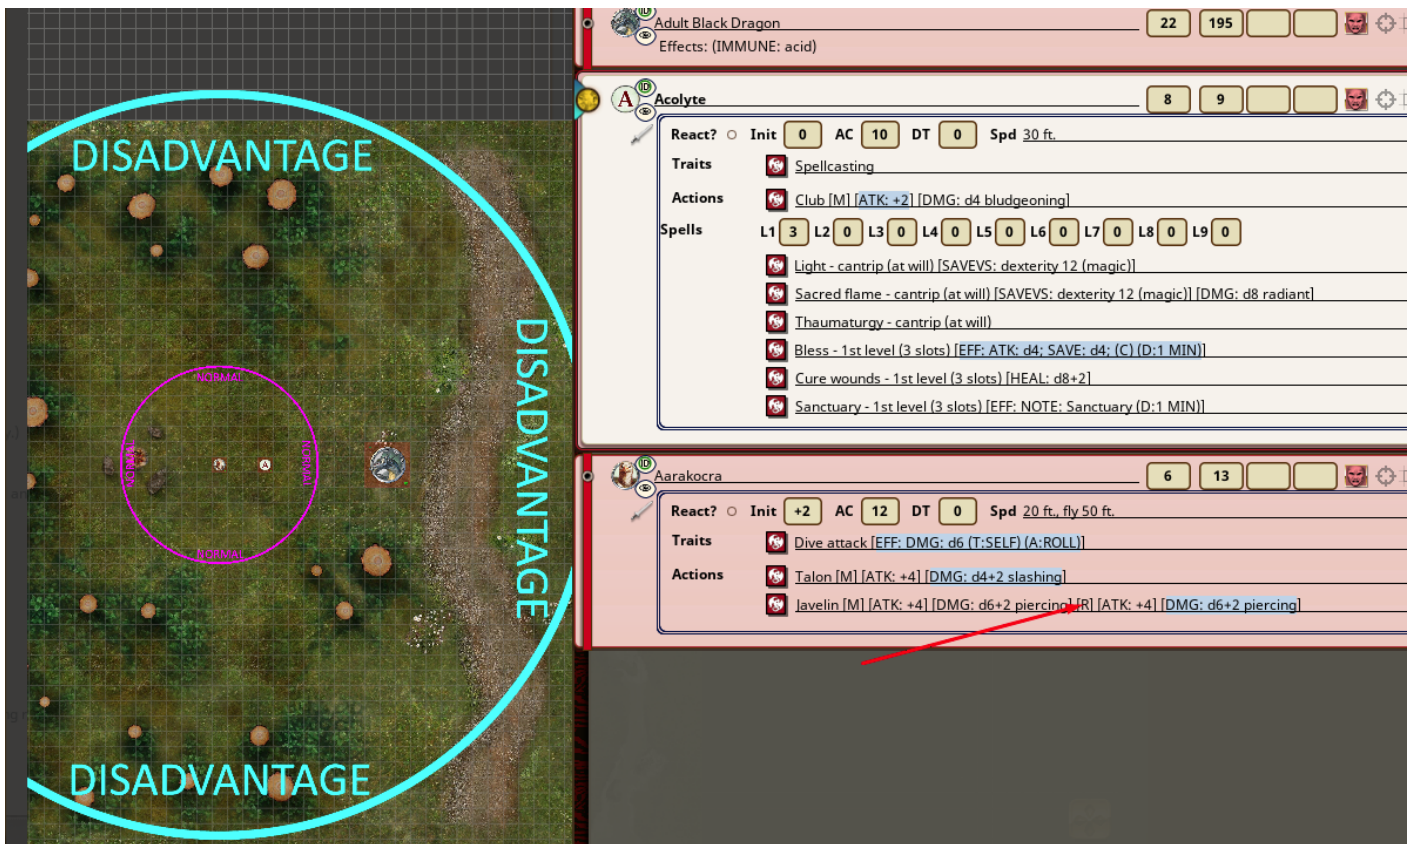 DISADVANTAGE
NORMAL
NORMAL
NORMAL
NORMAL
A
DISADVANTAGE
DISADVANTAGE
ID
Adult Black Dragon
22 195
Effects: (IMMUNE: acid)
A
ID
Acolyte
8 9
React? Init 0 AC 10 DT 0 Spd 30 ft.
Traits Spellcasting
Actions Club [M] [ATK: +2] [DMG: d4 bludgeoning]
Spells L1 3 L2 0 L3 0 L4 0 L5 0 L6 0 L7 0 L8 0 L9 0
Light - cantrip (at will) [SAVEVS: dexterity 12 (magic)]
Sacred flame - cantrip (at will) [SAVEVS: dexterity 12 (magic)] [DMG: d8 radiant]
Thaumaturgy - cantrip (at will)
Bless - 1st level (3 slots) [EFF: ATK: d4; SAVE: d4; (C) (D:1 MIN)]
Cure wounds - 1st level (3 slots) [HEAL: d8+2]
Sanctuary - 1st level (3 slots) [EFF: NOTE: Sanctuary (D:1 MIN)]
ID
Aarakocra
6 13
React? Init +2 AC 12 DT 0 Spd 20 ft., fly 50 ft.
Traits Dive attack [EFF: DMG: d6 (T:SELF) (A:ROLL)]
Actions Talon [M] [ATK: +4] [DMG: d4+2 slashing]
Javelin [M] [ATK: +4] [DMG: d6+2 piercing] [R] [ATK: +4] [DMG: d6+2 piercing]